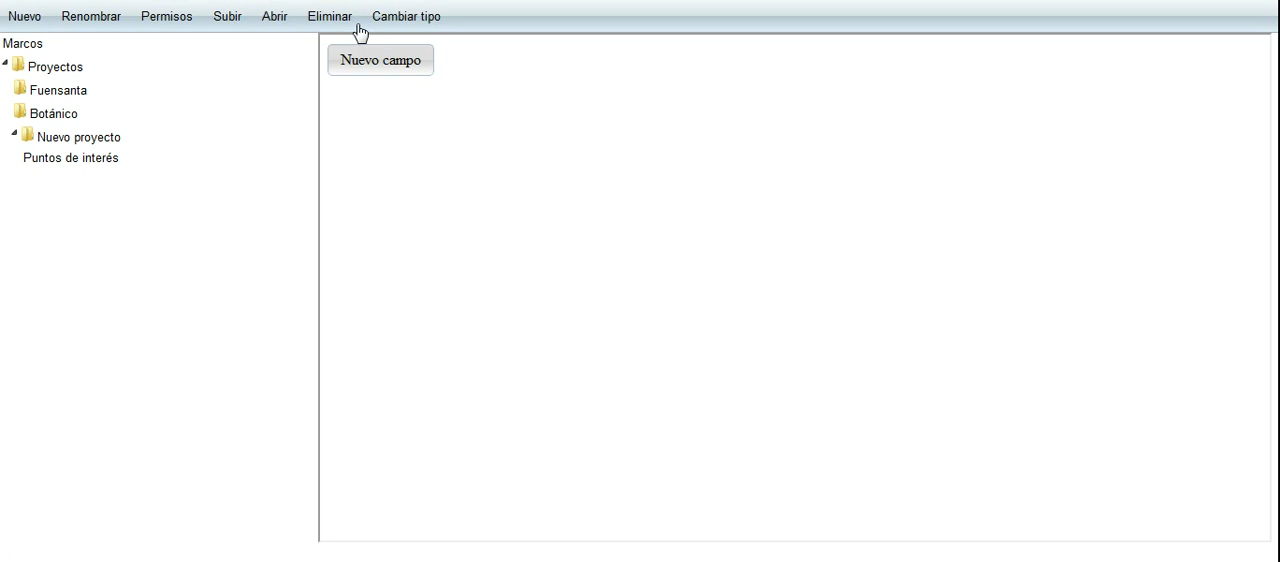 Nuevo Renombrar Permisos Subir Abrir Eliminar Cambiar tipo
Marcos
Proyectos
Fuensanta
Botánico
Nuevo proyecto
Puntos de interés
Nuevo campo